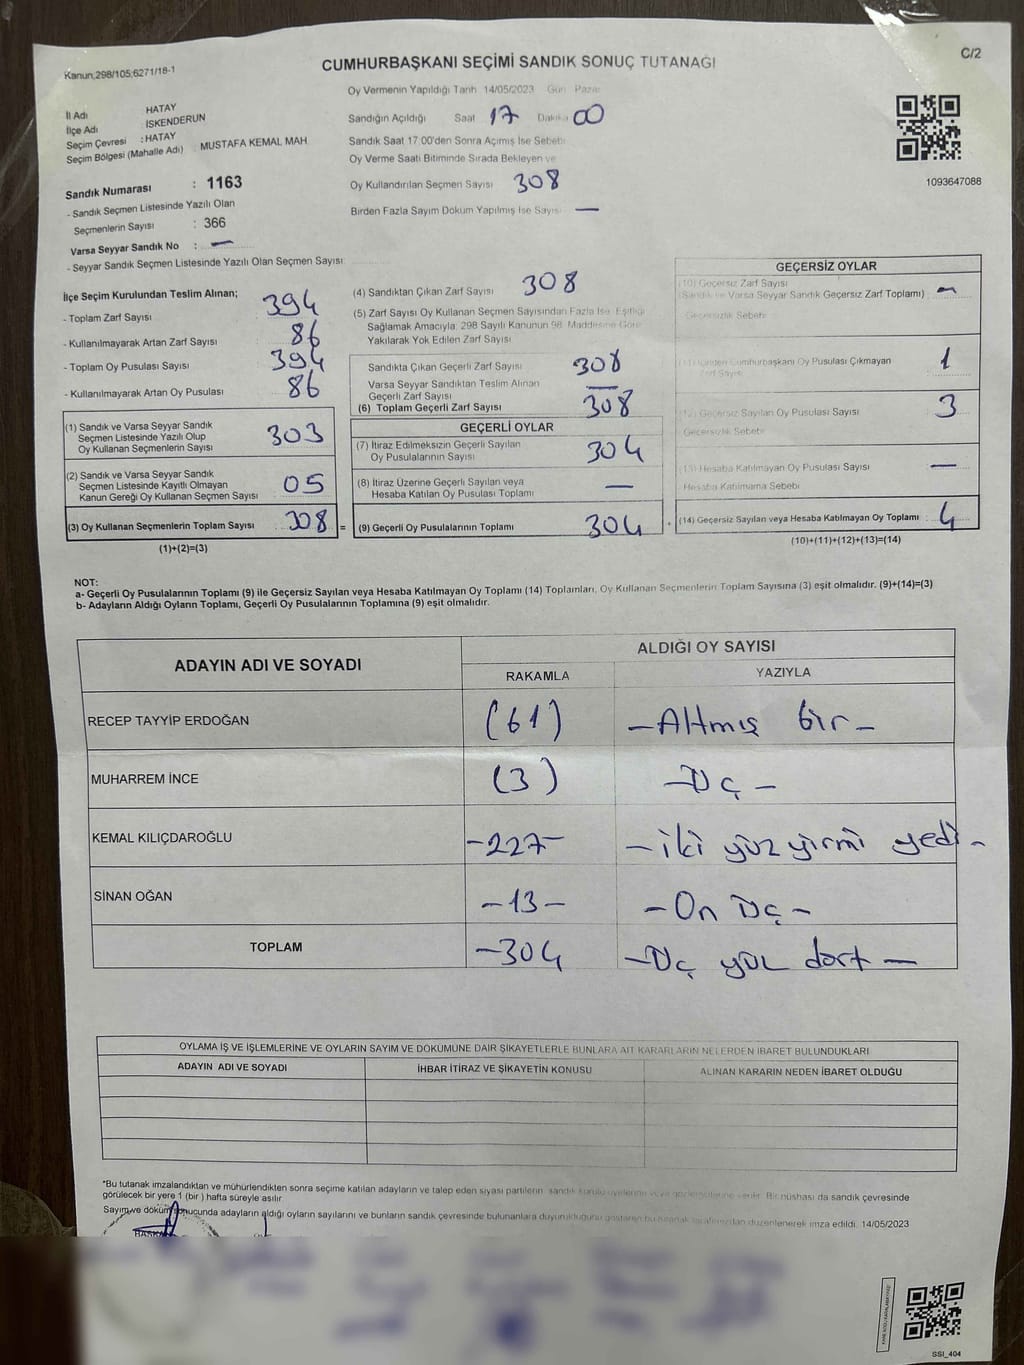 Kanun;298/105;6271/18-1
C/2
CUMHURBAŞKANI SEÇİMİ SANDIK SONUÇ TUTANAĞI
Oy Vermenin Yapıldığı Tarih 14/05/2023 Gün Pazar
İl Adı HATAY
İlçe Adı İSKENDERUN
Seçim Çevresi : HATAY
Seçim Bölgesi (Mahalle Adı) : MUSTAFA KEMAL MAH
Sandığın Açıldığı Saat 17 Dakika 00
Sandık Saat 17.00'den Sonra Açımış İse Sebebi
Oy Verme Saati Bitiminde Sırada Bekleyen ve
Oy Kullandırılan Seçmen Sayısı 308
Birden Fazla Sayım Döküm Yapılmış İse Sayısı —
1093647088
Sandık Numarası : 1163
- Sandık Seçmen Listesinde Yazılı Olan
Seçmenlerin Sayısı : 366
Varsa Seyyar Sandık No : —
- Seyyar Sandık Seçmen Listesinde Yazılı Olan Seçmen Sayısı
İlçe Seçim Kurulundan Teslim Alınan;
- Toplam Zarf Sayısı 394
- Kullanılmayarak Artan Zarf Sayısı 86
- Toplam Oy Pusulası Sayısı 394
- Kullanılmayarak Artan Oy Pusulası 86
(1) Sandık ve Varsa Seyyar Sandık
Seçmen Listesinde Yazılı Olup
Oy Kullanan Seçmenlerin Sayısı 303
(2) Sandık ve Varsa Seyyar Sandık
Seçmen Listesinde Kayıtlı Olmayan
Kanun Gereği Oy Kullanan Seçmen Sayısı 05
(3) Oy Kullanan Seçmenlerin Toplam Sayısı 308 =
(1)+(2)=(3)
(4) Sandıktan Çıkan Zarf Sayısı 308
(5) Zarf Sayısı Oy Kullanan Seçmen Sayısından Fazla İse, Eşitliği
Sağlamak Amacıyla; 298 Sayılı Kanunun 98. Maddesine Göre
Yakılarak Yok Edilen Zarf Sayısı
Sandıkta Çıkan Geçerli Zarf Sayısı 308
Varsa Seyyar Sandıktan Teslim Alınan
Geçerli Zarf Sayısı —
(6) Toplam Geçerli Zarf Sayısı 308
GEÇERLİ OYLAR
(7) İtiraz Edilmeksizin Geçerli Sayılan
Oy Pusulalarının Sayısı 304
(8) İtiraz Üzerine Geçerli Sayılan veya
Hesaba Katılan Oy Pusulası Toplamı —
(9) Geçerli Oy Pusulalarının Toplamı 304
GEÇERSİZ OYLAR
(10) Geçersiz Zarf Sayısı
(Sandık ve Varsa Seyyar Sandık Geçersiz Zarf Toplamı) —
Geçersizlik Sebebi
(11) İçinden Cumhurbaşkanı Oy Pusulası Çıkmayan
Zarf Sayısı 1
(12) Geçersiz Sayılan Oy Pusulası Sayısı 3
Geçersizlik Sebebi
(13) Hesaba Katılmayan Oy Pusulası Sayısı —
Hesaba Katılmama Sebebi
(14) Geçersiz Sayılan veya Hesaba Katılmayan Oy Toplamı 4
(10)+(11)+(12)+(13)=(14)
NOT:
a- Geçerli Oy Pusulalarının Toplamı (9) ile Geçersiz Sayılan veya Hesaba Katılmayan Oy Toplamı (14) Toplamları, Oy Kullanan Seçmenlerin Toplam Sayısına (3) eşit olmalıdır. (9)+(14)=(3)
b- Adayların Aldığı Oyların Toplamı, Geçerli Oy Pusulalarının Toplamına (9) eşit olmalıdır.
ADAYIN ADI VE SOYADI ALDIĞI OY SAYISI
RAKAMLA YAZIYLA
RECEP TAYYİP ERDOĞAN (61) -Altmış bir-
MUHARREM İNCE (3) -Üç-
KEMAL KILIÇDAROĞLU -227- -iki yüz yirmi yedi-
SİNAN OĞAN -13- -On Üç-
TOPLAM -304 -Üç yüz dört-
OYLAMA İŞ VE İŞLEMLERİNE VE OYLARIN SAYIM VE DÖKÜMÜNE DAİR ŞİKAYETLERLE BUNLARA AİT KARARLARIN NELERDEN İBARET BULUNDUKLARI
ADAYIN ADI VE SOYADI İHBAR İTİRAZ VE ŞİKAYETİN KONUSU ALINAN KARARIN NEDEN İBARET OLDUĞU
*Bu tutanak imzalandıktan ve mühürlendikten sonra seçime katılan adayların ve talep eden siyasi partilerin sandık kurulu üyelerine veya gözlemcilerine verilir. Bir nüshası da sandık çevresinde
görülecek bir yere 1 (bir ) hafta süreyle asılır.
Sayım ve döküm sonucunda adayların aldığı oyların sayılarını ve bunların sandık çevresinde bulunanlara duyurulduğunu gösteren bu tutanak tarafımızdan düzenlenerek imza edildi. 14/05/2023
BAŞKAN
SSI_404